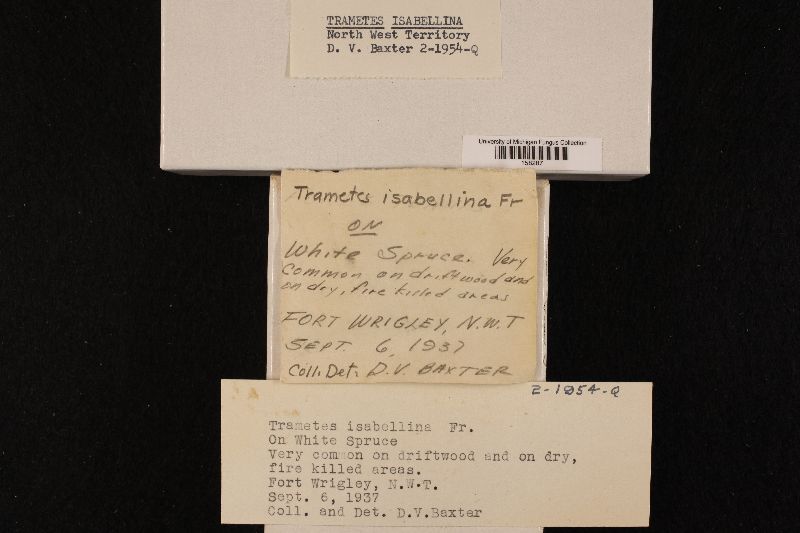 TRAMETES ISABELLINA
North West Territory
D. V. Baxter 2-1954-Q
University of Michigan Fungus Collection
158287
Trametes isabellina Fr
ON
White Spruce. Very
Common on driftwood and
on dry, fire killed areas
FORT WRIGLEY, N.W.T
SEPT. 6, 1937
Coll. Det. D.V. BAXTER
2-1954-Q
Trametes isabellina Fr.
On White Spruce
Very common on driftwood and on dry,
fire killed areas.
Fort Wrigley, N.W.T.
Sept. 6, 1937
Coll. and Det. D.V.Baxter